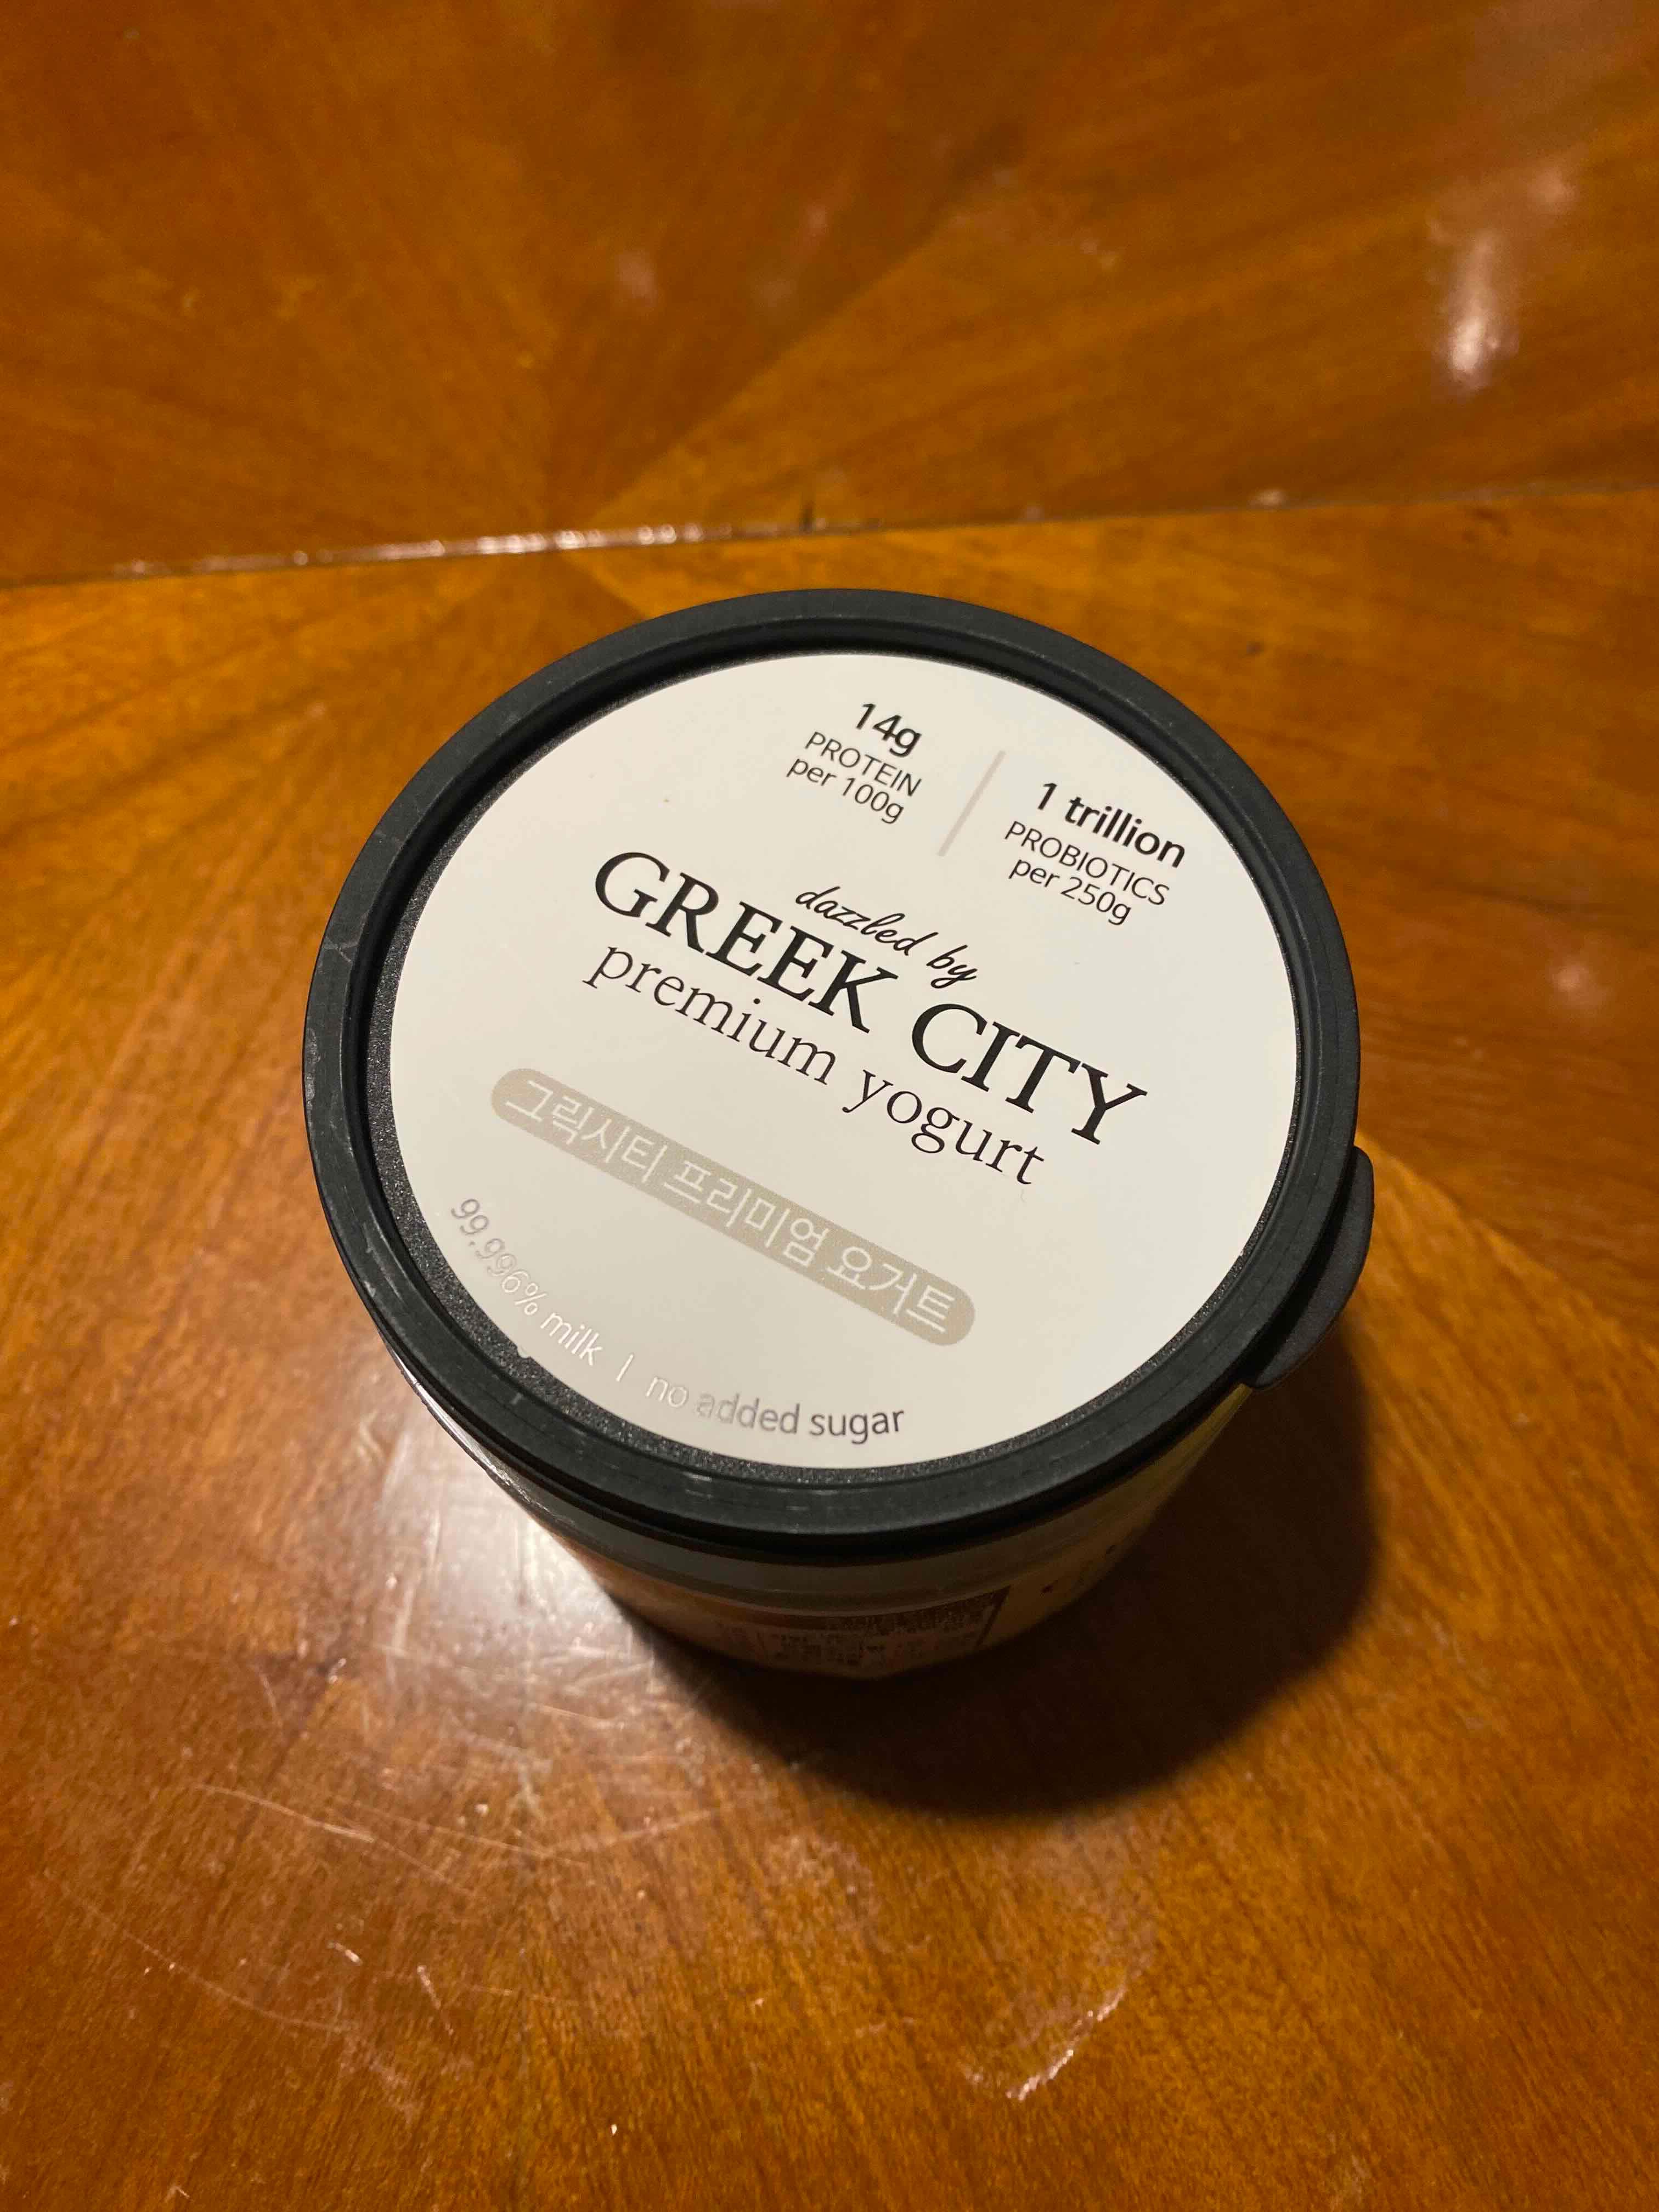 14g
PROTEIN
per 100g
1 trillion
PROBIOTICS
per 250g
dazzled by
GREEK CITY
premium yogurt
그릭시티 프리미엄 요거트
99.996% milk | no added sugar